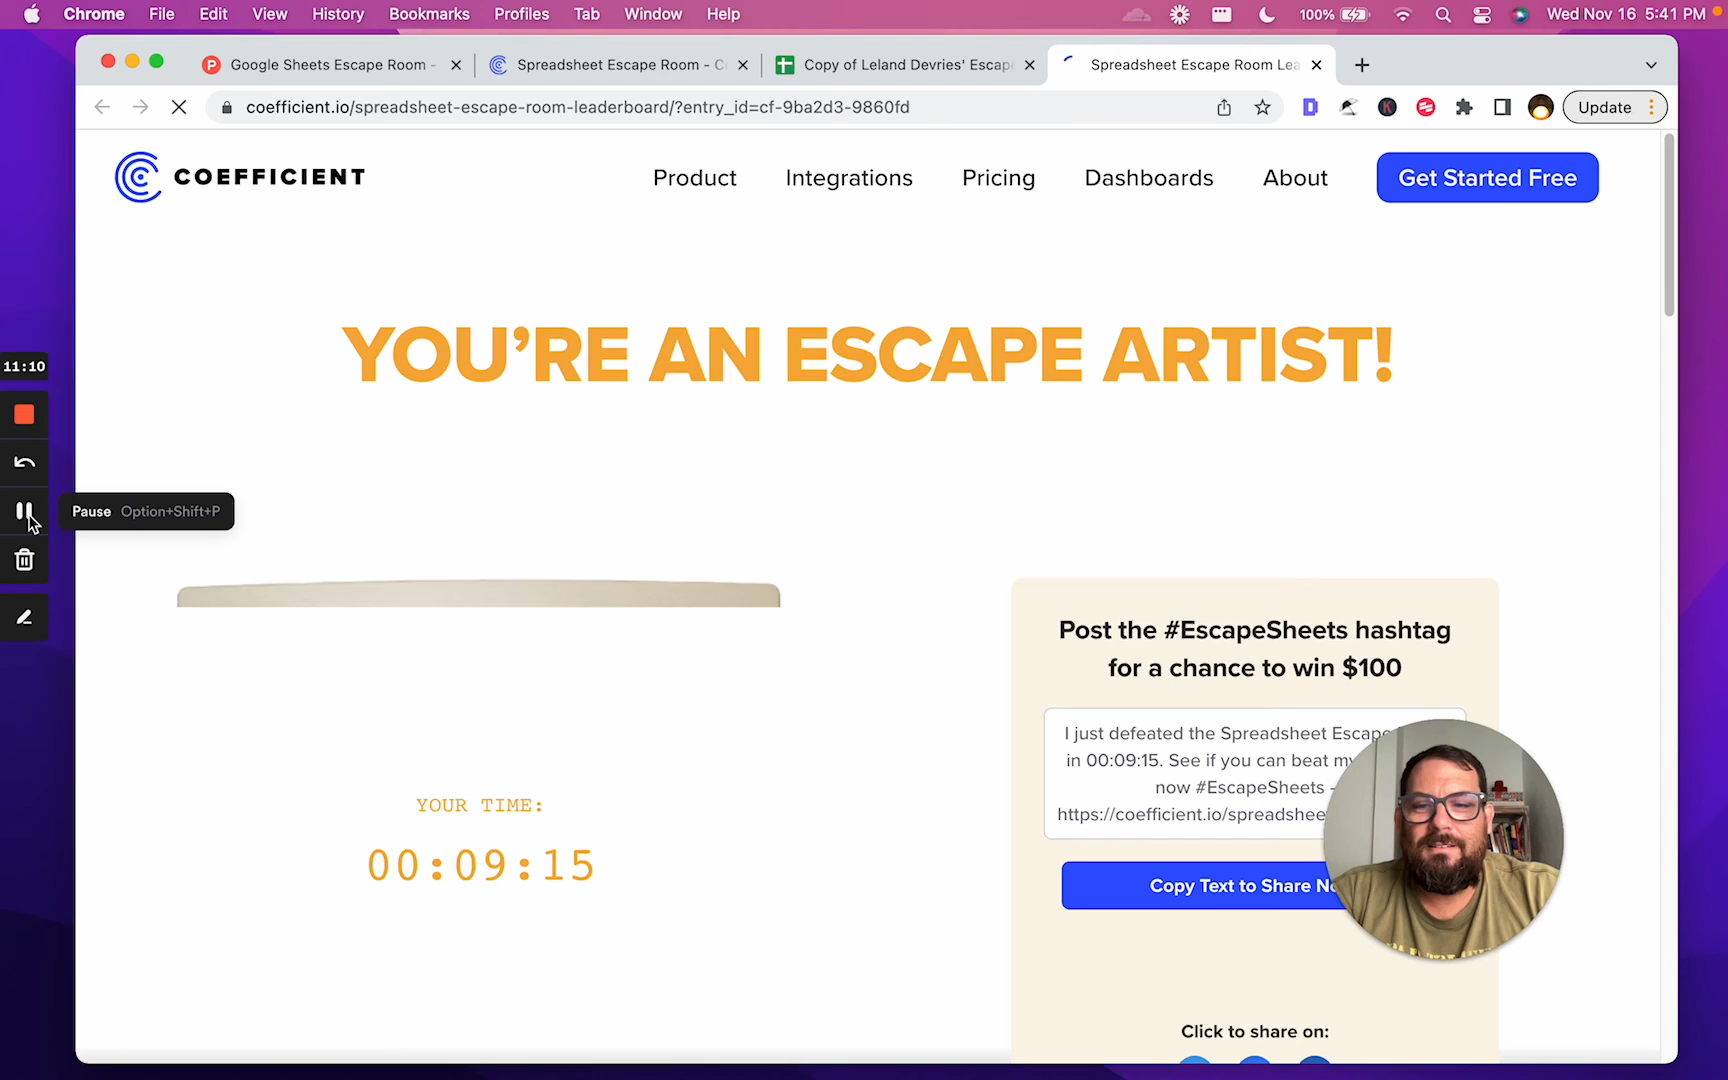 Chrome File Edit View History Bookmarks Profiles Tab Window Help 100% Wed Nov 16 5:41 PM
Google Sheets Escape Room - Spreadsheet Escape Room - C Copy of Leland Devries' Escap Spreadsheet Escape Room Lea
coefficient.io/spreadsheet-escape-room-leaderboard/?entry_id=cf-9ba2d3-9860fd Update
COEFFICIENT Product Integrations Pricing Dashboards About Get Started Free
YOU'RE AN ESCAPE ARTIST!
11:10
Pause Option+Shift+P
YOUR TIME:
00:09:15
Post the #EscapeSheets hashtag
for a chance to win $100
I just defeated the Spreadsheet Escape
in 00:09:15. See if you can beat my
now #EscapeSheets -
https://coefficient.io/spreadshee
Copy Text to Share No
Click to share on: